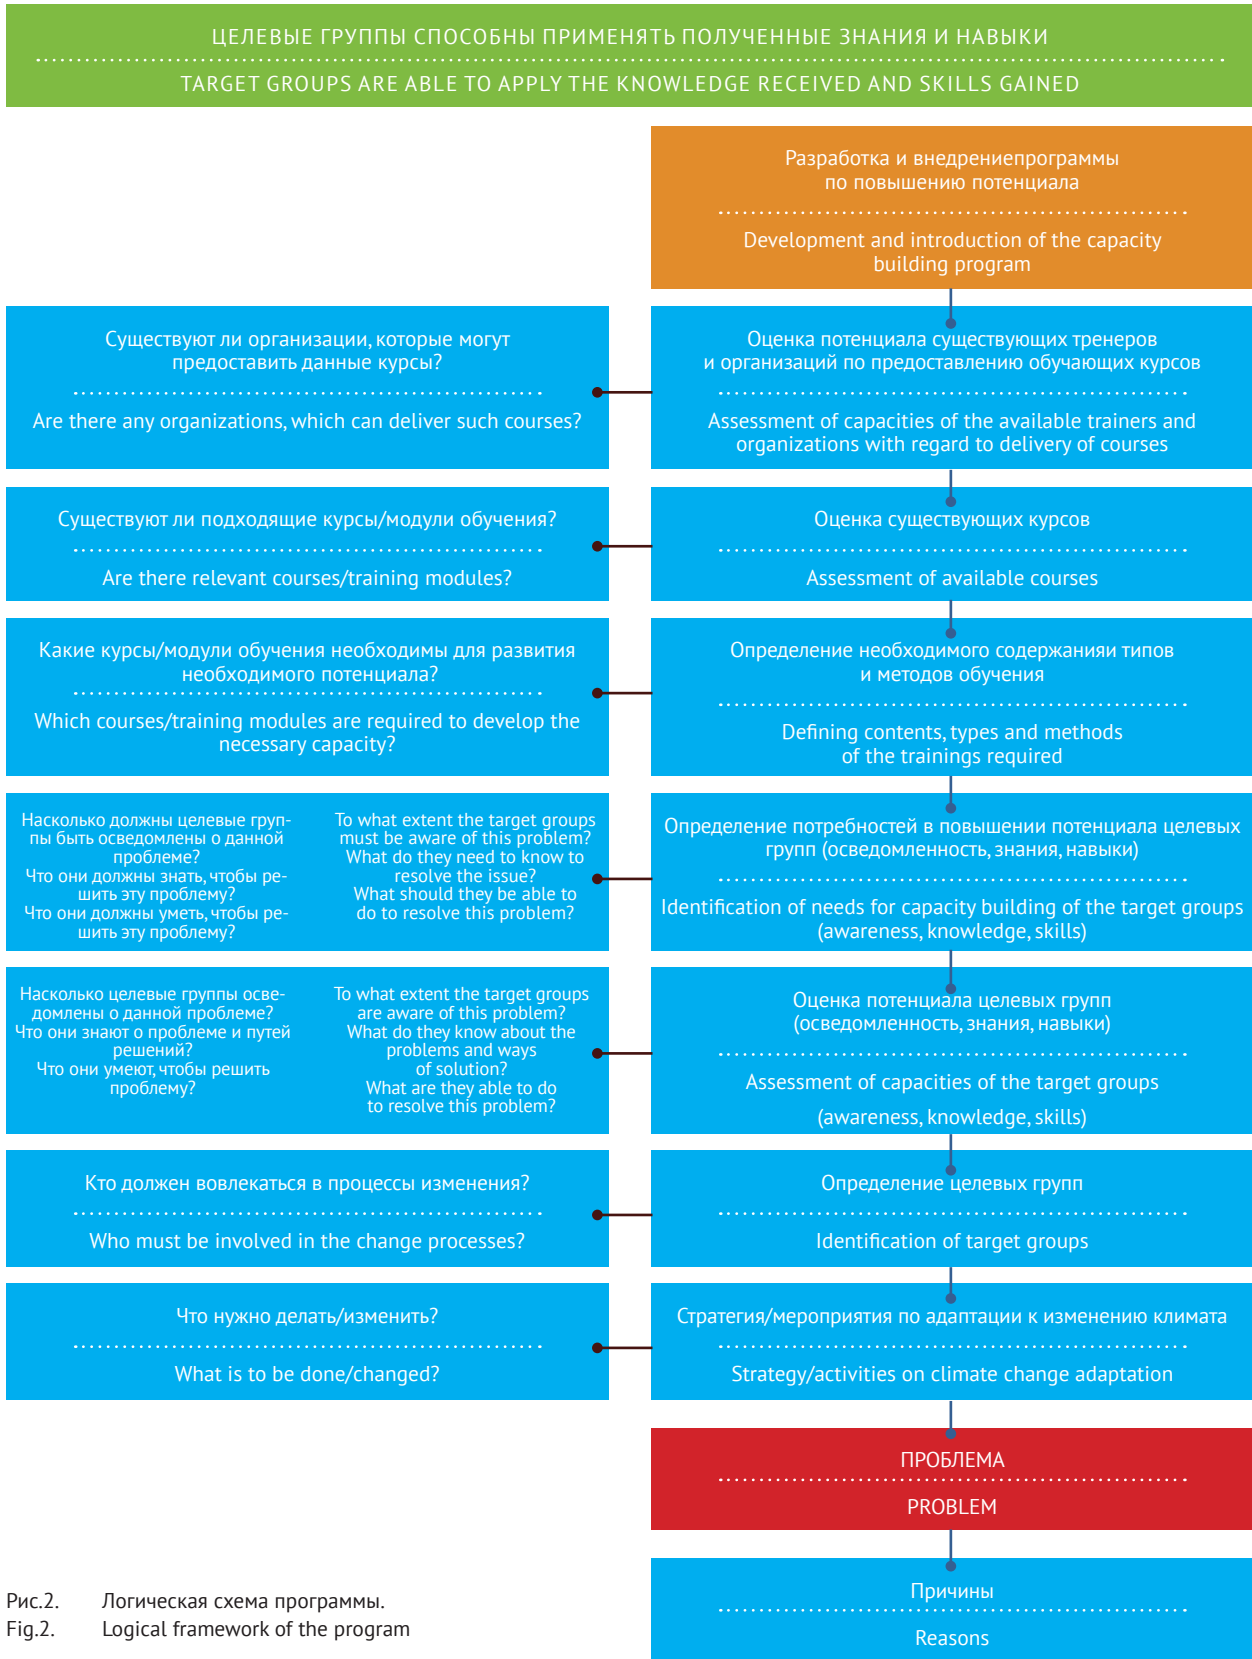 ЦЕЛЕВЫЕ ГРУППЫ СПОСОБНЫ ПРИМЕНЯТЬ ПОЛУЧЕННЫЕ ЗНАНИЯ И НАВЫКИ
TARGET GROUPS ARE ABLE TO APPLY THE KNOWLEDGE RECEIVED AND SKILLS GAINED
Разработка и внедрениепрограммы
по повышению потенциала
Development and introduction of the capacity
building program
Существуют ли организации, которые могут
предоставить данные курсы?
Are there any organizations, which can deliver such courses?
Оценка потенциала существующих тренеров
и организаций по предоставлению обучающих курсов
Assessment of capacities of the available trainers and
organizations with regard to delivery of courses
Существуют ли подходящие курсы/модули обучения?
Are there relevant courses/training modules?
Оценка существующих курсов
Assessment of available courses
Какие курсы/модули обучения необходимы для развития
необходимого потенциала?
Which courses/training modules are required to develop the
necessary capacity?
Определение необходимого содержанияи типов
и методов обучения
Defining contents, types and methods
of the trainings required
Насколько должны целевые груп-
пы быть осведомлены о данной
проблеме?
Что они должны знать, чтобы ре-
шить эту проблему?
Что они должны уметь, чтобы ре-
шить эту проблему?
To what extent the target groups
must be aware of this problem?
What do they need to know to
resolve the issue?
What should they be able to
do to resolve this problem?
Определение потребностей в повышении потенциала целевых
групп (осведомленность, знания, навыки)
Identification of needs for capacity building of the target groups
(awareness, knowledge, skills)
Насколько целевые группы осве-
домлены о данной проблеме?
Что они знают о проблеме и путей
решений?
Что они умеют, чтобы решить
проблему?
To what extent the target groups
are aware of this problem?
What do they know about the
problems and ways
of solution?
What are they able to do
to resolve this problem?
Оценка потенциала целевых групп
(осведомленность, знания, навыки)
Assessment of capacities of the target groups
(awareness, knowledge, skills)
Кто должен вовлекаться в процессы изменения?
Who must be involved in the change processes?
Определение целевых групп
Identification of target groups
Что нужно делать/изменить?
What is to be done/changed?
Стратегия/мероприятия по адаптации к изменению климата
Strategy/activities on climate change adaptation
ПРОБЛЕМА
PROBLEM
Причины
Reasons
Рис.2. Логическая схема программы.
Fig.2. Logical framework of the program